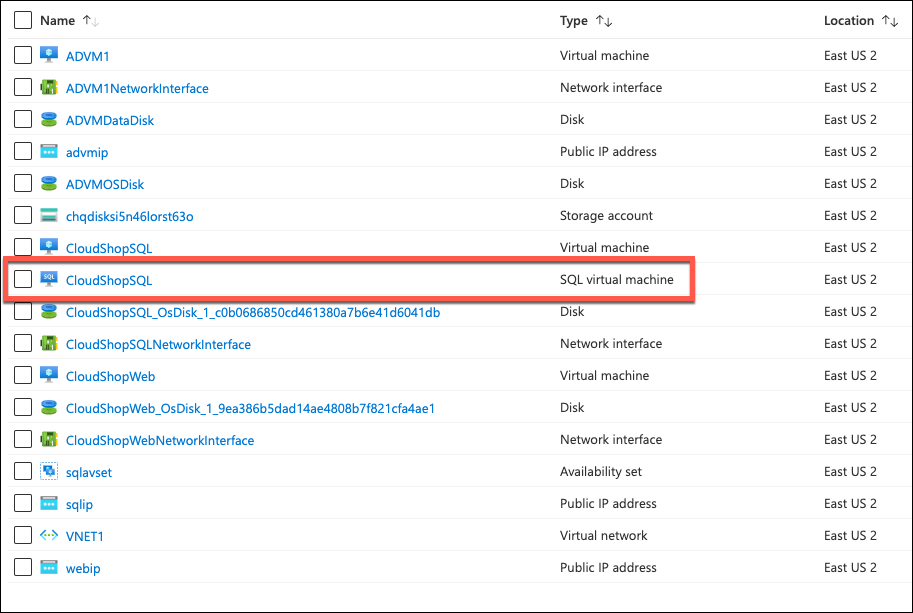 Name Type Location
ADVM1 Virtual machine East US 2
ADVM1NetworkInterface Network interface East US 2
ADVMDataDisk Disk East US 2
advmip Public IP address East US 2
ADVMOSDisk Disk East US 2
chqdisksi5n46lorst63o Storage account East US 2
CloudShopSQL Virtual machine East US 2
SQL CloudShopSQL SQL virtual machine East US 2
CloudShopSQL_OsDisk_1_c0b0686850cd461380a7b6e41d6041db Disk East US 2
CloudShopSQLNetworkInterface Network interface East US 2
CloudShopWeb Virtual machine East US 2
CloudShopWeb_OsDisk_1_9ea386b5dad14ae4808b7f821cfa4ae1 Disk East US 2
CloudShopWebNetworkInterface Network interface East US 2
sqlavset Availability set East US 2
sqlip Public IP address East US 2
VNET1 Virtual network East US 2
webip Public IP address East US 2